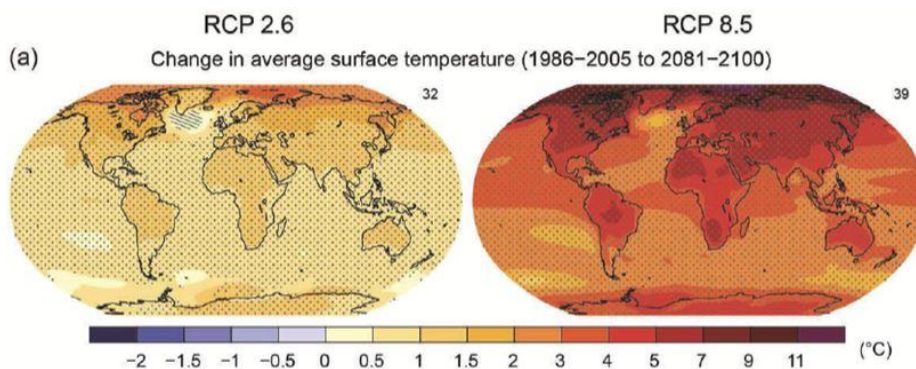 RCP 2.6 RCP 8.5
(a) Change in average surface temperature (1986−2005 to 2081−2100)
32 39
−2 −1.5 −1 −0.5 0 0.5 1 1.5 2 3 4 5 7 9 11 (°C)